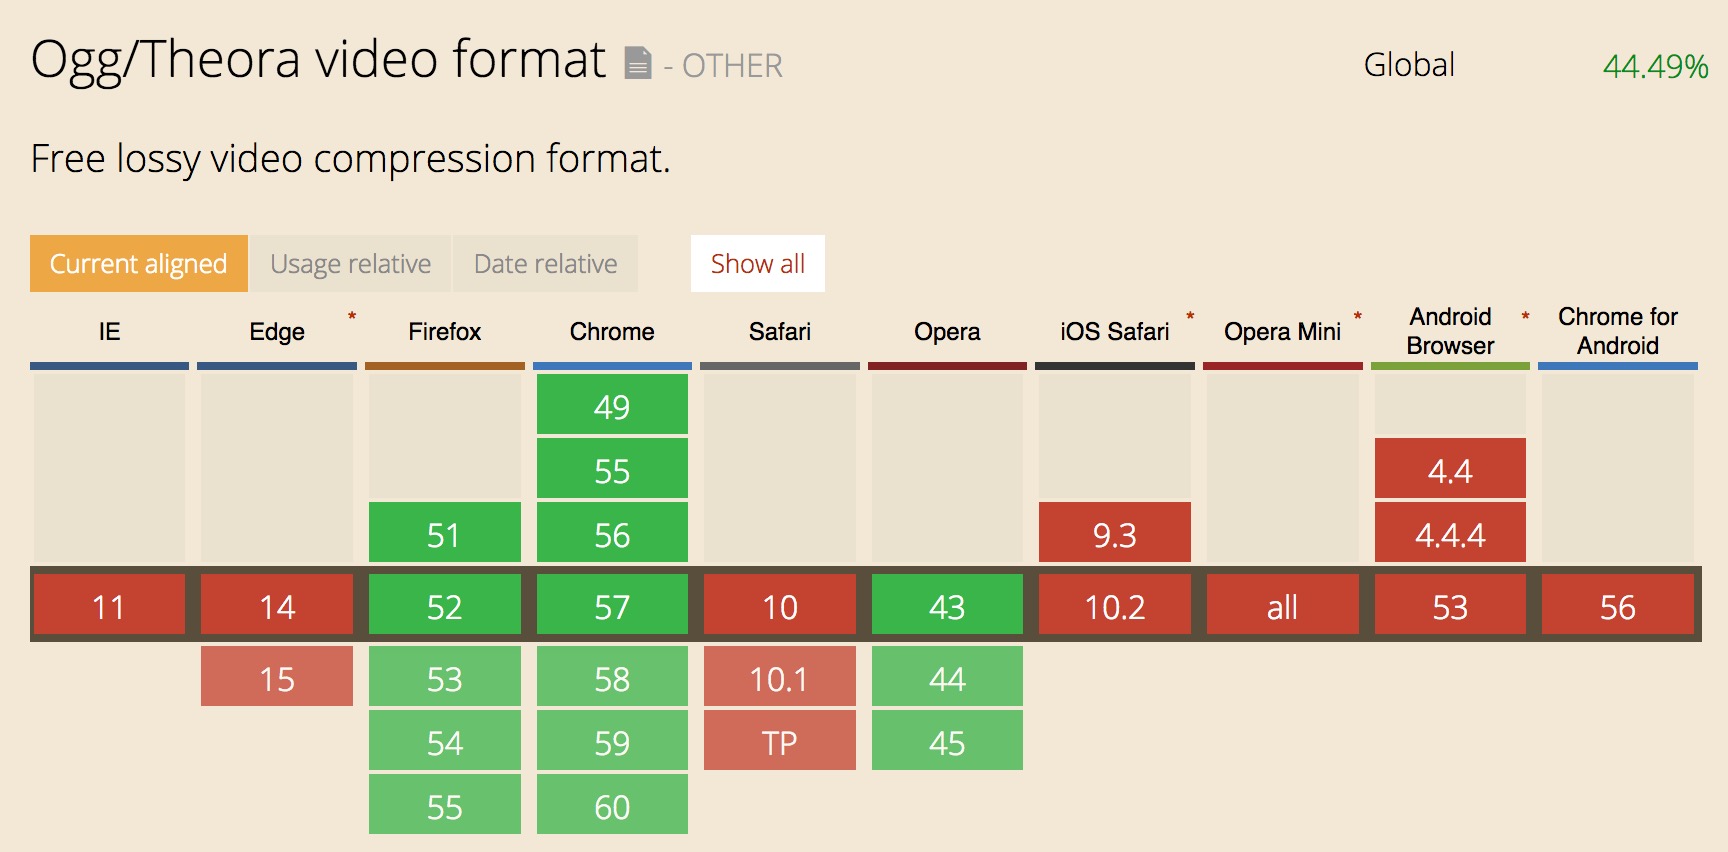 Ogg/Theora video format - OTHER Global 44.49%
Free lossy video compression format.
Current aligned Usage relative Date relative Show all
IE Edge * Firefox Chrome Safari Opera iOS Safari * Opera Mini * Android Browser * Chrome for Android
49
55 4.4
51 56 9.3 4.4.4
11 14 52 57 10 43 10.2 all 53 56
15 53 58 10.1 44
54 59 TP 45
55 60